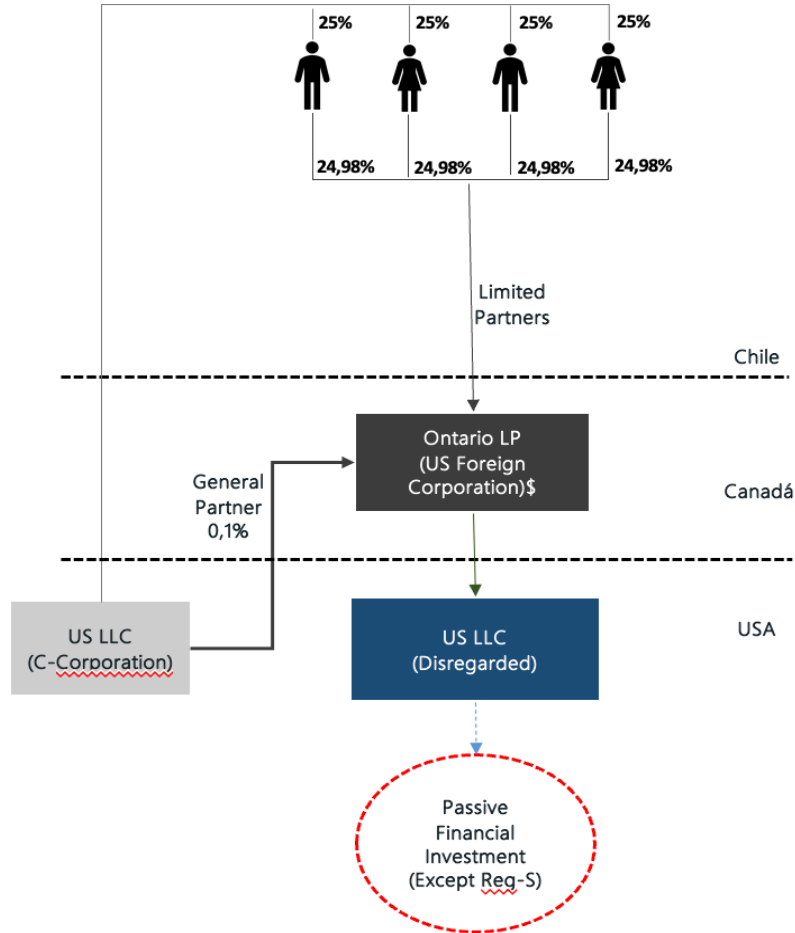 25%
25%
25%
25%
24,98%
24,98%
24,98%
24,98%
Limited
Partners
Chile
Ontario LP
(US Foreign
Corporation)$
General
Partner
0,1%
Canadá
US LLC
(C-Corporation)
US LLC
(Disregarded)
USA
Passive
Financial
Investment
(Except Reg-S)